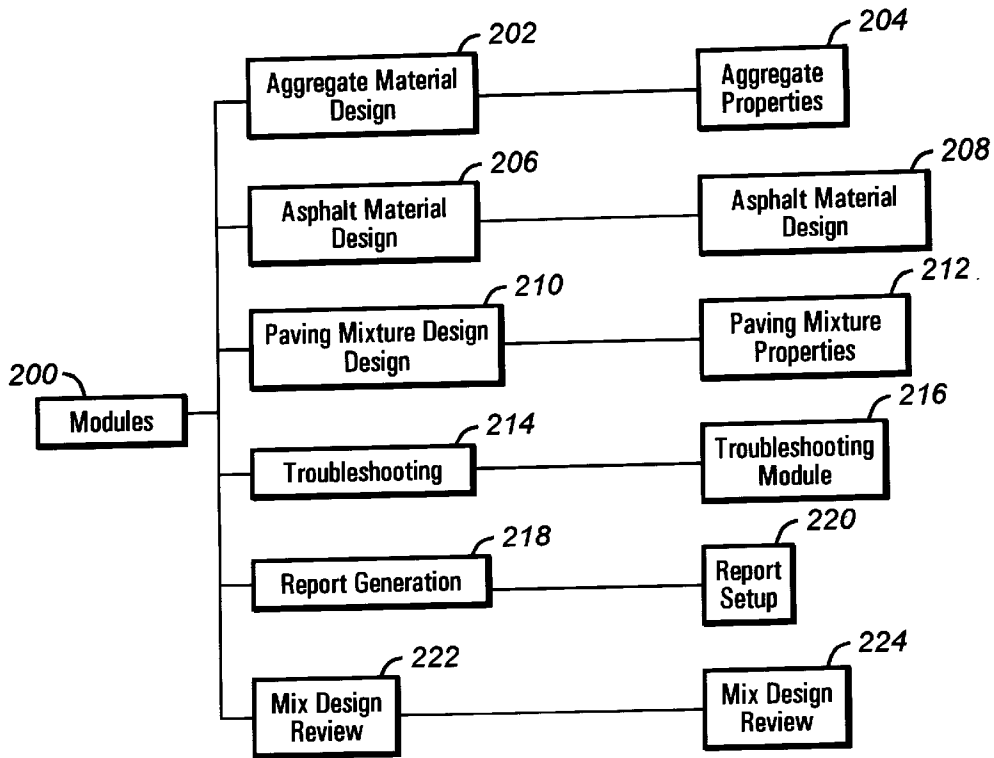 202
Aggregate Material
Design
204
Aggregate
Properties
206
Asphalt Material
Design
208
Asphalt Material
Design
210
Paving Mixture Design
Design
212
Paving Mixture
Properties
200
Modules
214
Troubleshooting
216
Troubleshooting
Module
218
Report Generation
220
Report
Setup
222
Mix Design
Review
224
Mix Design
Review